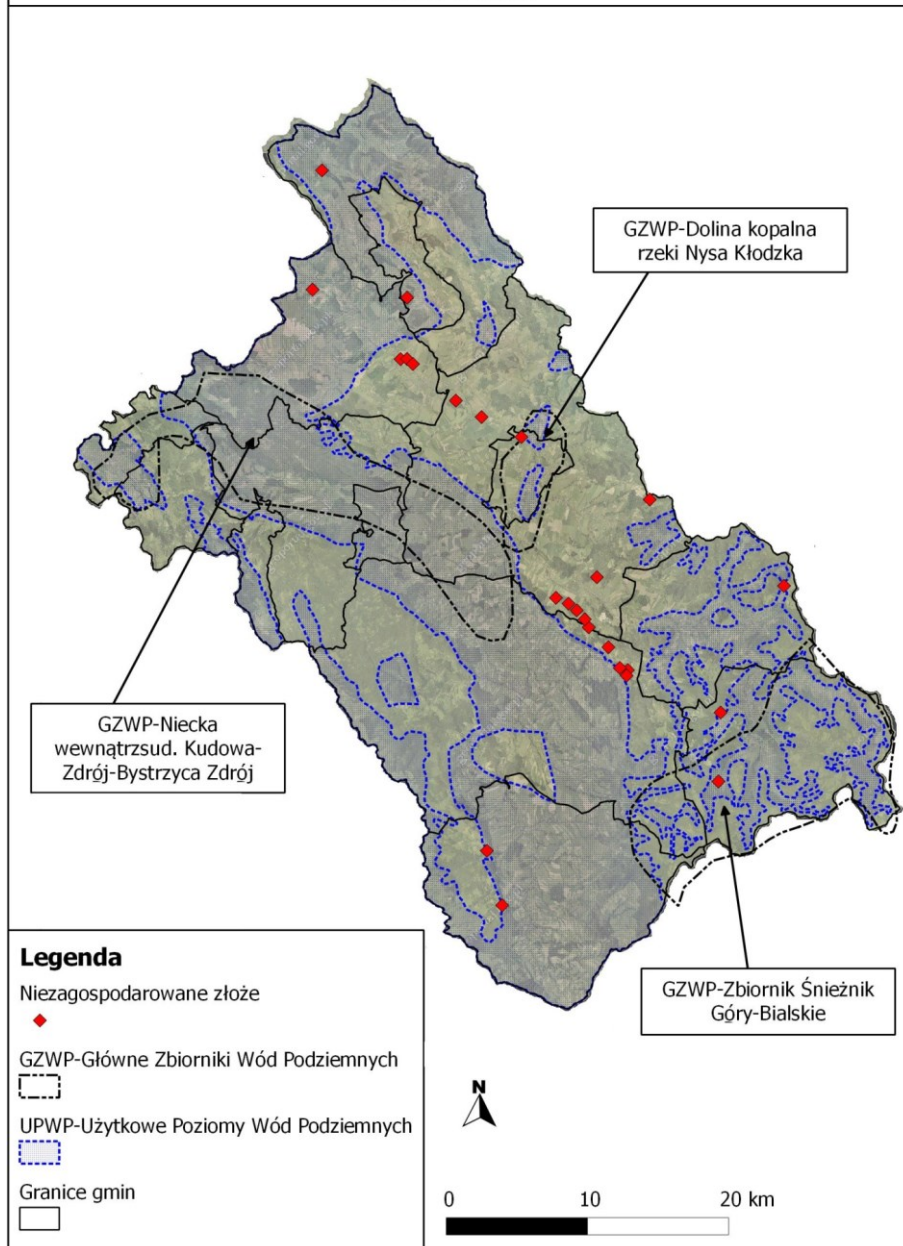 GZWP-Dolina kopalna
rzeki Nysa Kłodzka
GZWP-Niecka
wewnątrzsud. Kudowa-
Zdrój-Bystrzyca Zdrój
GZWP-Zbiornik Śnieżnik
Góry-Bialskie
Legenda
Niezagospodarowane złoże
GZWP-Główne Zbiorniki Wód Podziemnych
UPWP-Użytkowe Poziomy Wód Podziemnych
Granice gmin
N
0 10 20 km